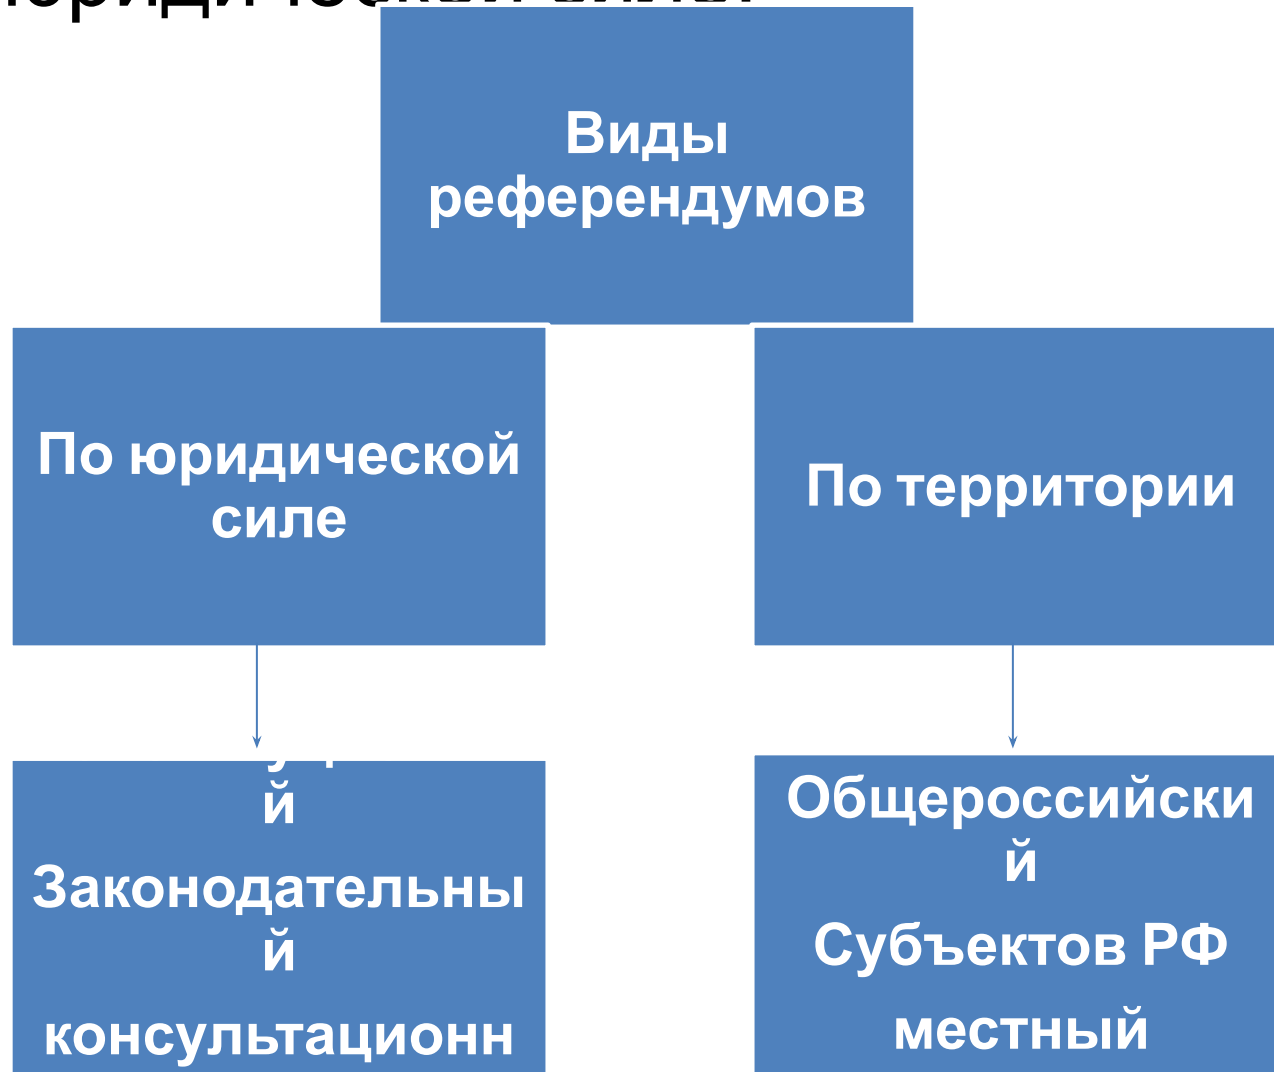 Виды
референдумов
По юридической
силе
По территории
й
Законодательны
й
консультационн
Общероссийски
й
Субъектов РФ
местный